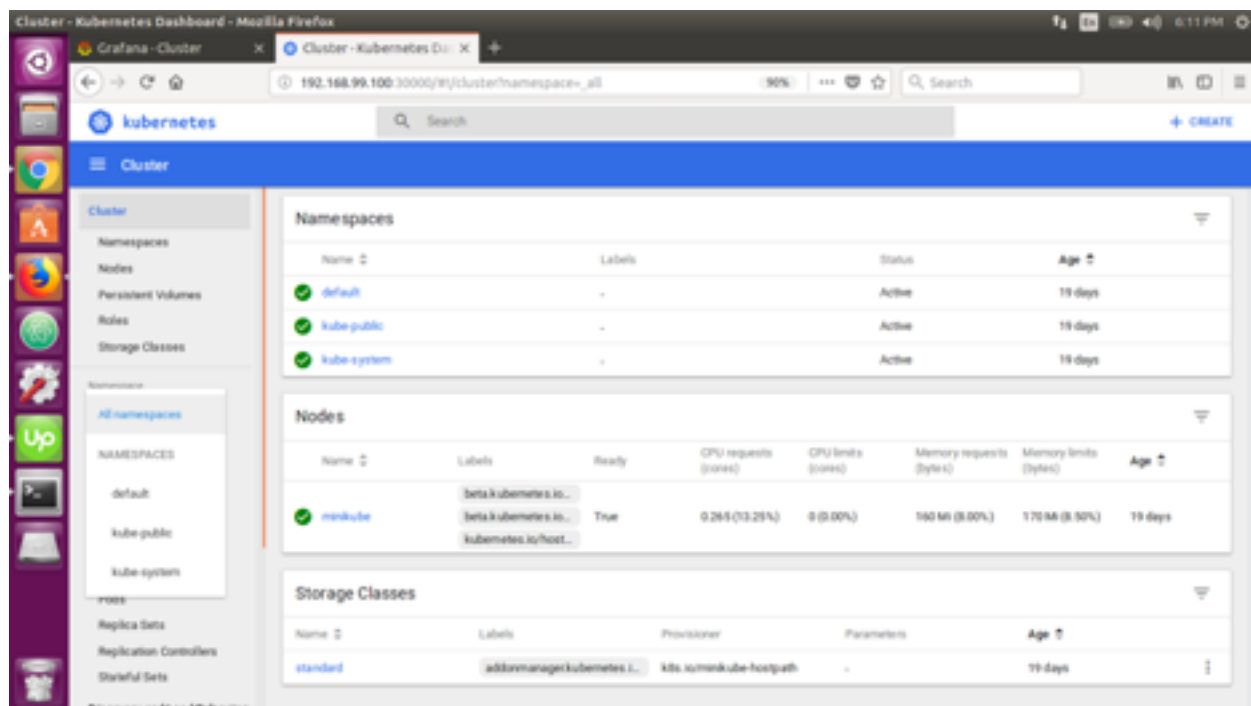 Cluster - Kubernetes Dashboard - Mozilla Firefox
En
6:11 PM
Grafana - Cluster
Cluster - Kubernetes Da
192.168.99.100:30000/#!/cluster?namespace=_all
90%
Search
kubernetes
Search
+ CREATE
Cluster
Cluster
Namespaces
Nodes
Persistent Volumes
Roles
Storage Classes
Namespace
All namespaces
NAMESPACES
default
kube-public
kube-system
Pods
Replica Sets
Replication Controllers
Stateful Sets
Namespaces
Name Labels Status Age
default - Active 19 days
kube-public - Active 19 days
kube-system - Active 19 days
Nodes
Name Labels Ready CPU requests (cores) CPU limits (cores) Memory requests (bytes) Memory limits (bytes) Age
beta.kubernetes.io...
minikube beta.kubernetes.io... True 0.265 (13.25%) 0 (0.00%) 160 Mi (8.00%) 170 Mi (8.50%) 19 days
kubernetes.io/host...
Storage Classes
Name Labels Provisioner Parameters Age
standard addonmanager.kubernetes.i... k8s.io/minikube-hostpath - 19 days
Up